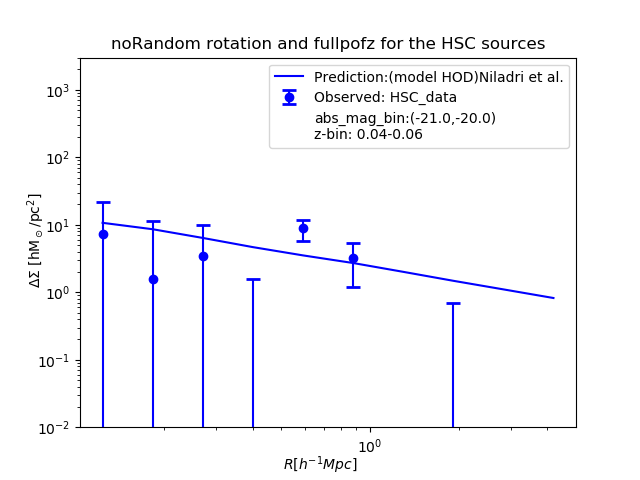 noRandom rotation and fullpofz for the HSC sources
Prediction:(model HOD)Niladri et al.
Observed: HSC_data
abs_mag_bin:(-21.0,-20.0)
z-bin: 0.04-0.06
ΔΣ [hM⊙/pc²]
10³
10²
10¹
10⁰
10⁻¹
10⁻²
10⁰
R[h⁻¹Mpc]